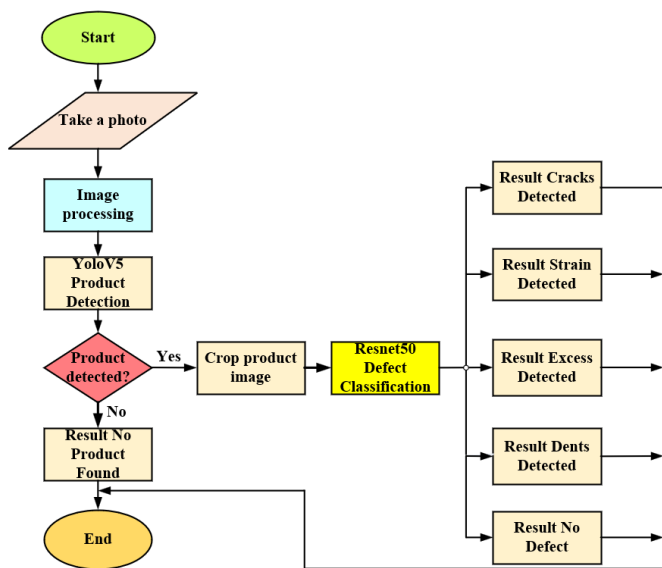 Start
Take a photo
Image
processing
YoloV5
Product
Detection
Product
detected?
Yes
No
Result No
Product
Found
End
Crop product
image
Resnet50
Defect
Classification
Result Cracks
Detected
Result Strain
Detected
Result Excess
Detected
Result Dents
Detected
Result No
Defect